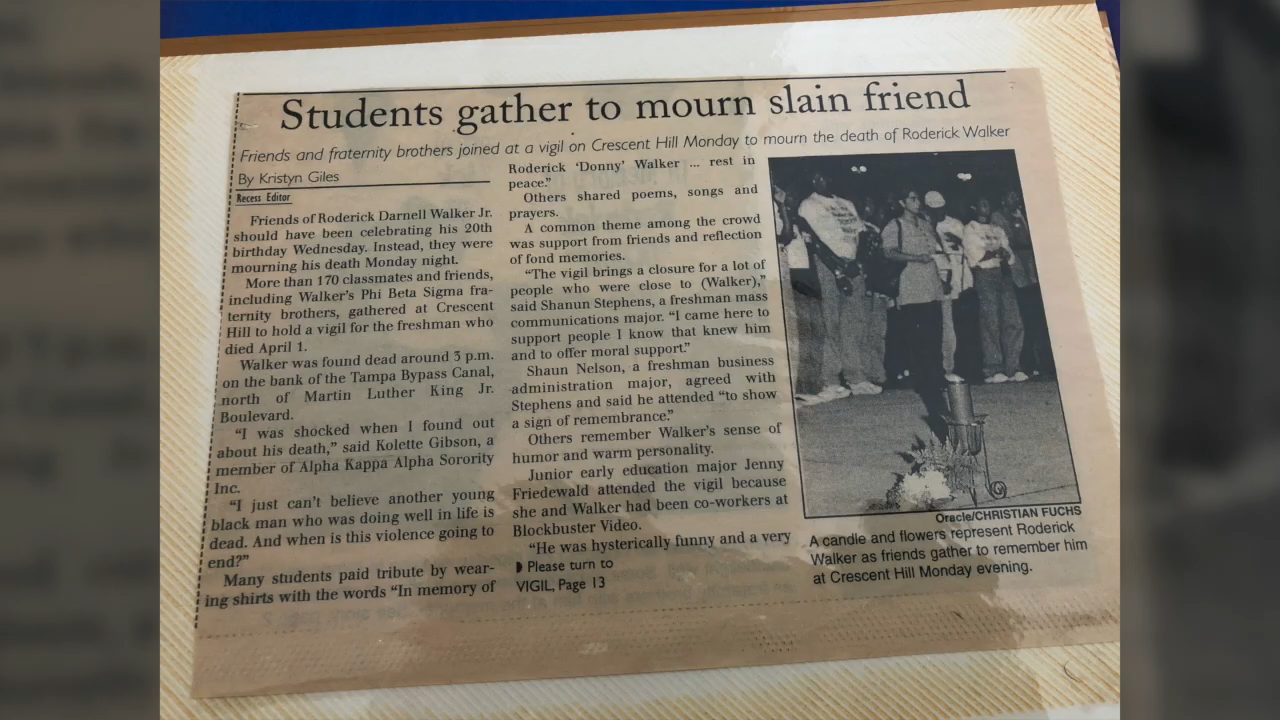 Students gather to mourn slain friend
Friends and fraternity brothers joined at a vigil on Crescent Hill Monday to mourn the death of Roderick Walker
By Kristyn Giles
Recess Editor
Friends of Roderick Darnell Walker Jr.
should have been celebrating his 20th
birthday Wednesday. Instead, they were
mourning his death Monday night.
More than 170 classmates and friends,
including Walker's Phi Beta Sigma fra-
ternity brothers, gathered at Crescent
Hill to hold a vigil for the freshman who
died April 1.
Walker was found dead around 3 p.m.
on the bank of the Tampa Bypass Canal,
north of Martin Luther King Jr.
Boulevard.
"I was shocked when I found out
about his death," said Kolette Gibson, a
member of Alpha Kappa Alpha Sorority
Inc.
"I just can't believe another young
black man who was doing well in life is
dead. And when is this violence going to
end?"
Many students paid tribute by wear-
ing shirts with the words "In memory of
Roderick 'Donny' Walker ... rest in
peace."
Others shared poems, songs and
prayers.
A common theme among the crowd
was support from friends and reflection
of fond memories.
"The vigil brings a closure for a lot of
people who were close to (Walker),"
said Shanun Stephens, a freshman mass
communications major. "I came here to
support people I know that knew him
and to offer moral support."
Shaun Nelson, a freshman business
administration major, agreed with
Stephens and said he attended "to show
a sign of remembrance."
Others remember Walker's sense of
humor and warm personality.
Junior early education major Jenny
Friedewald attended the vigil because
she and Walker had been co-workers at
Blockbuster Video.
"He was hysterically funny and a very
Please turn to
VIGIL, Page 13
Oracle/CHRISTIAN FUCHS
A candle and flowers represent Roderick
Walker as friends gather to remember him
at Crescent Hill Monday evening.